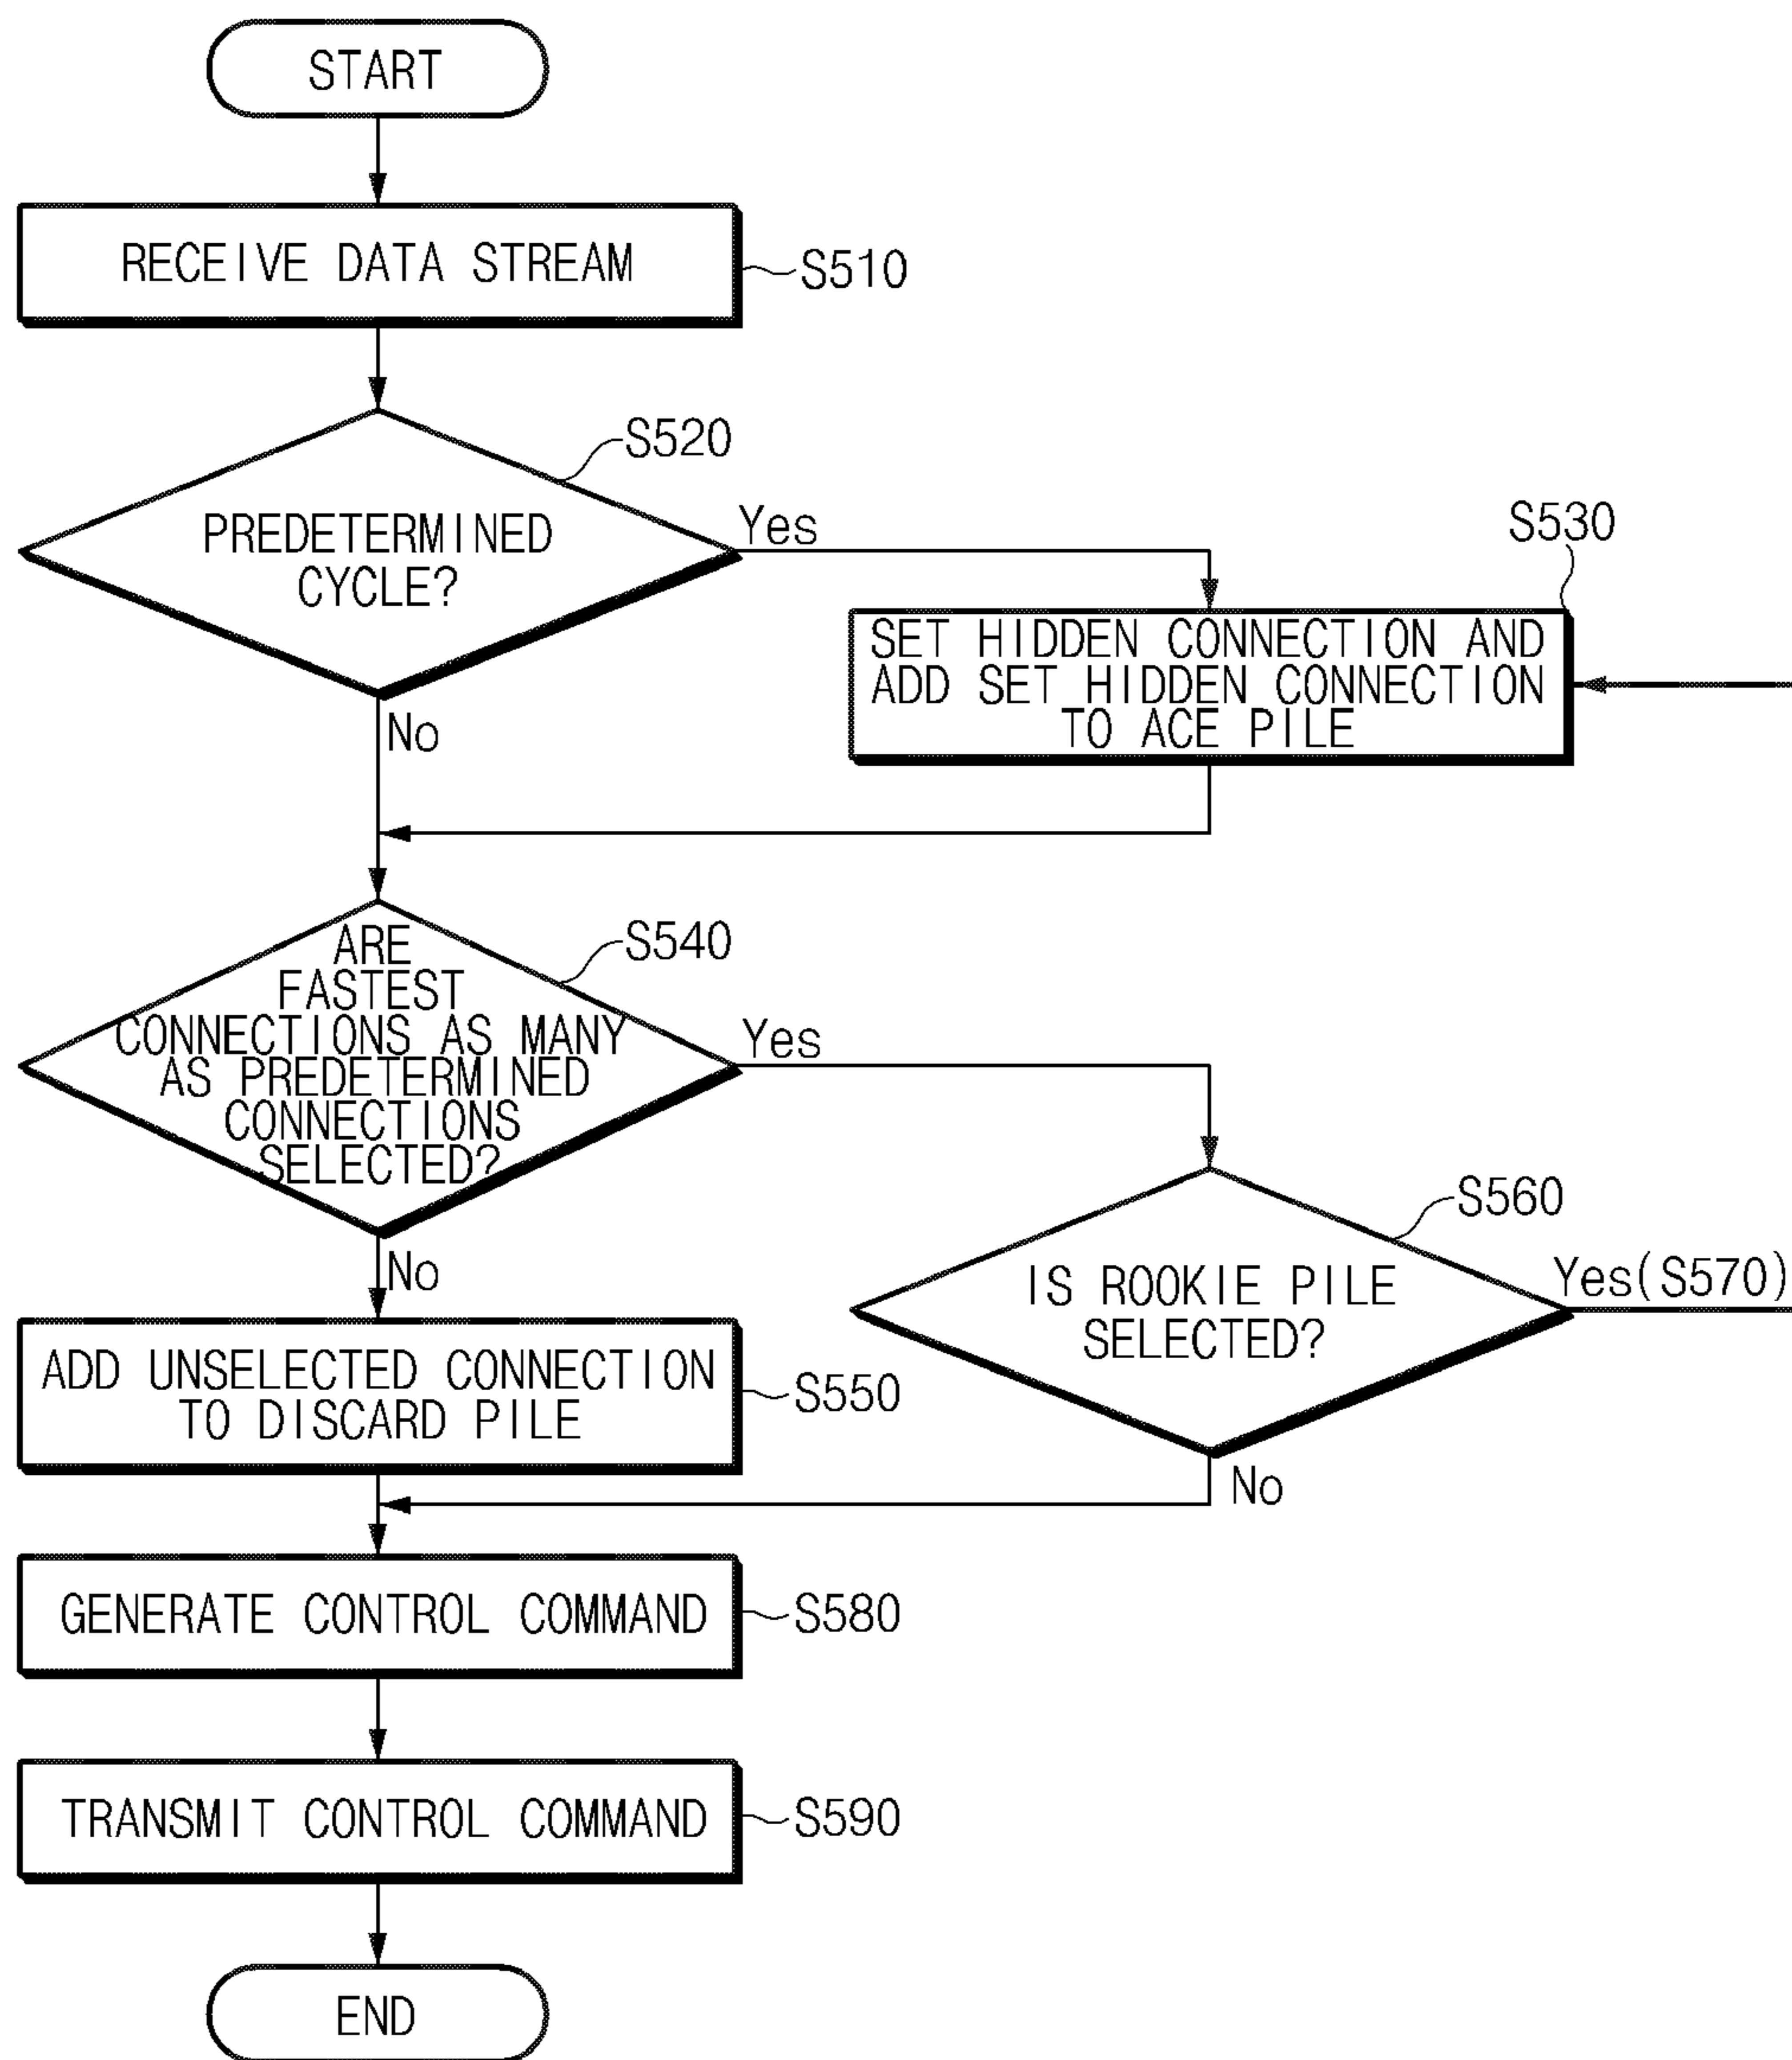 START
RECEIVE DATA STREAM
S510
S520
PREDETERMINED
CYCLE?
Yes
No
S530
SET HIDDEN CONNECTION AND
ADD SET HIDDEN CONNECTION
TO ACE PILE
S540
ARE
FASTEST
CONNECTIONS AS MANY
AS PREDETERMINED
CONNECTIONS
SELECTED?
Yes
No
S560
IS ROOKIE PILE
SELECTED?
Yes(S570)
No
ADD UNSELECTED CONNECTION
TO DISCARD PILE
S550
GENERATE CONTROL COMMAND
S580
TRANSMIT CONTROL COMMAND
S590
END